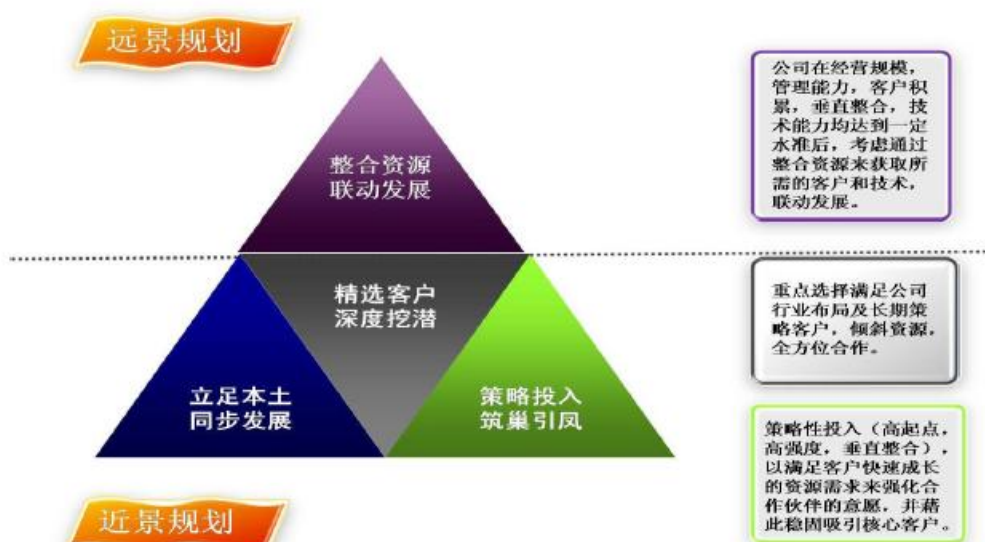 远景规划
整合资源
联动发展
公司在经营规模，
管理能力，客户积
累，垂直整合，技
术能力均达到一定
水准后，考虑通过
整合资源来获取所
需的客户和技术，
联动发展。
精选客户
深度挖潜
重点选择满足公司
行业布局及长期策
略客户，倾斜资源，
全方位合作。
立足本土
同步发展
策略投入
筑巢引凤
策略性投入（高起点，
高强度，垂直整合），
以满足客户快速成长
的资源需求来强化合
作伙伴的意愿，并藉
此稳固吸引核心客户。
近景规划